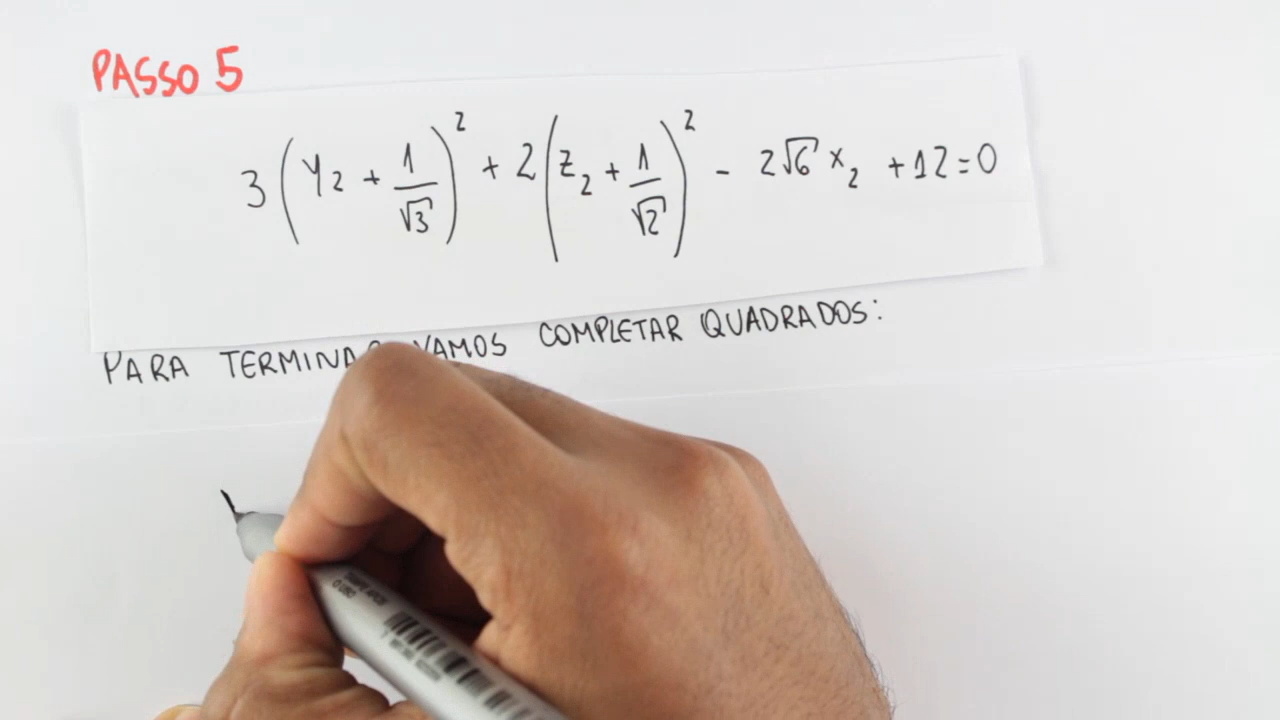 PASSO 5
3(Y₂ + 1/√3)² + 2(z₂ + 1/√2)² - 2√6 x₂ + 12 = 0
PARA TERMINAR VAMOS COMPLETAR QUADRADOS: